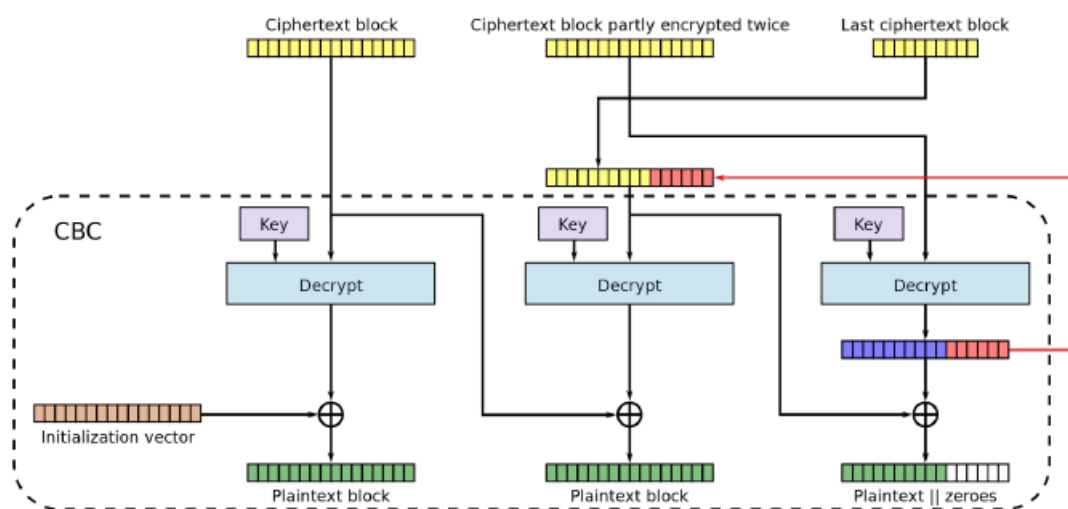 Ciphertext block
Ciphertext block partly encrypted twice
Last ciphertext block
CBC
Key
Key
Key
Decrypt
Decrypt
Decrypt
Initialization vector
Plaintext block
Plaintext block
Plaintext || zeroes